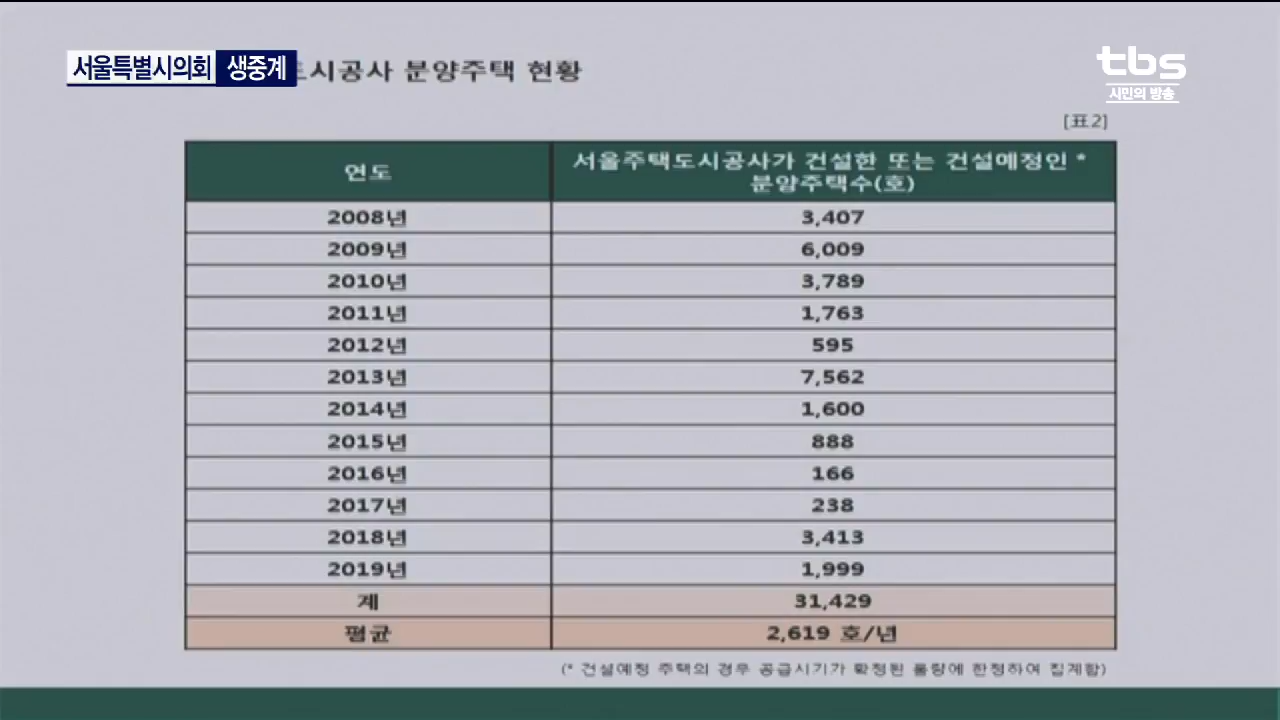 서울특별시의회 생중계
도시공사 분양주택 현황
tbs
시민의 방송
[표2]
연도 서울주택도시공사가 건설한 또는 건설예정인 *
분양주택수(호)
2008년 3,407
2009년 6,009
2010년 3,789
2011년 1,763
2012년 595
2013년 7,562
2014년 1,600
2015년 888
2016년 166
2017년 238
2018년 3,413
2019년 1,999
계 31,429
평균 2,619 호/년
(* 건설예정 주택의 경우 공급시기가 확정된 물량에 한정하여 집계함)